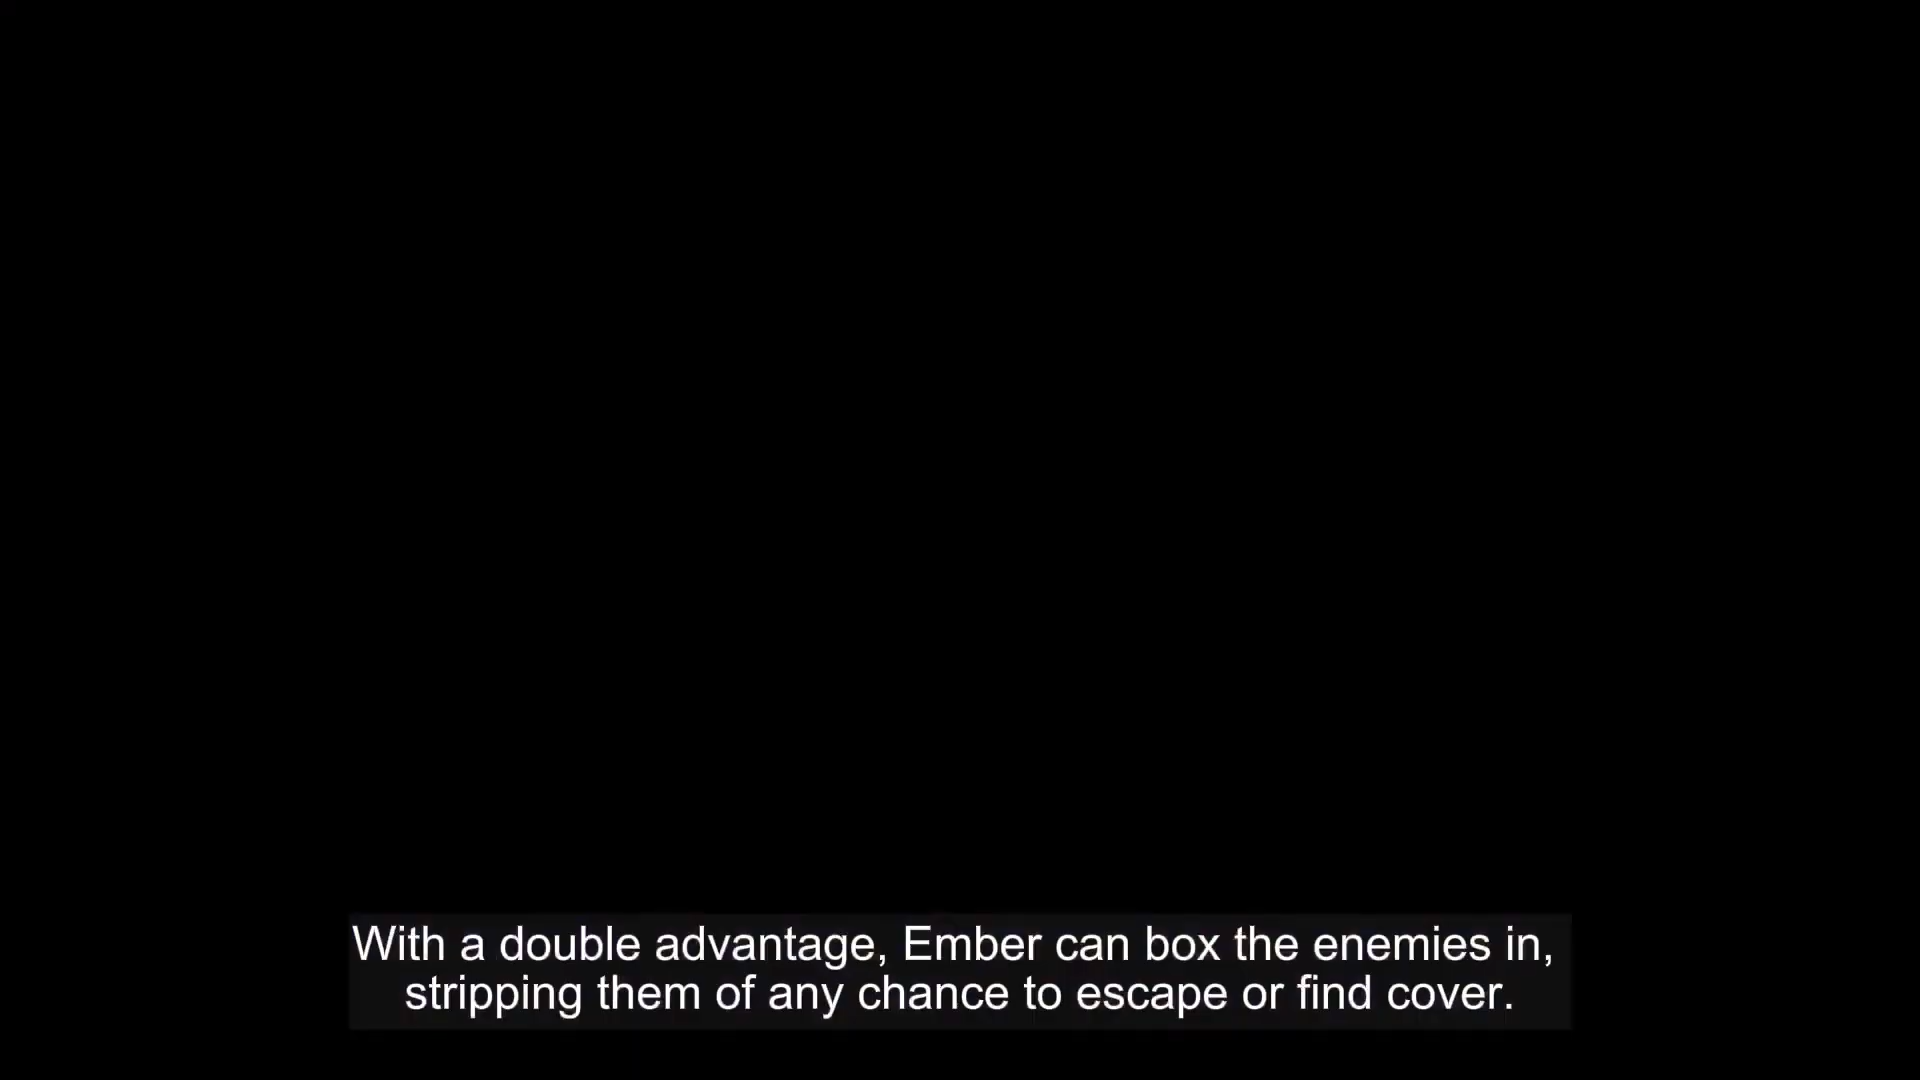 With a double advantage, Ember can box the enemies in,
stripping them of any chance to escape or find cover.